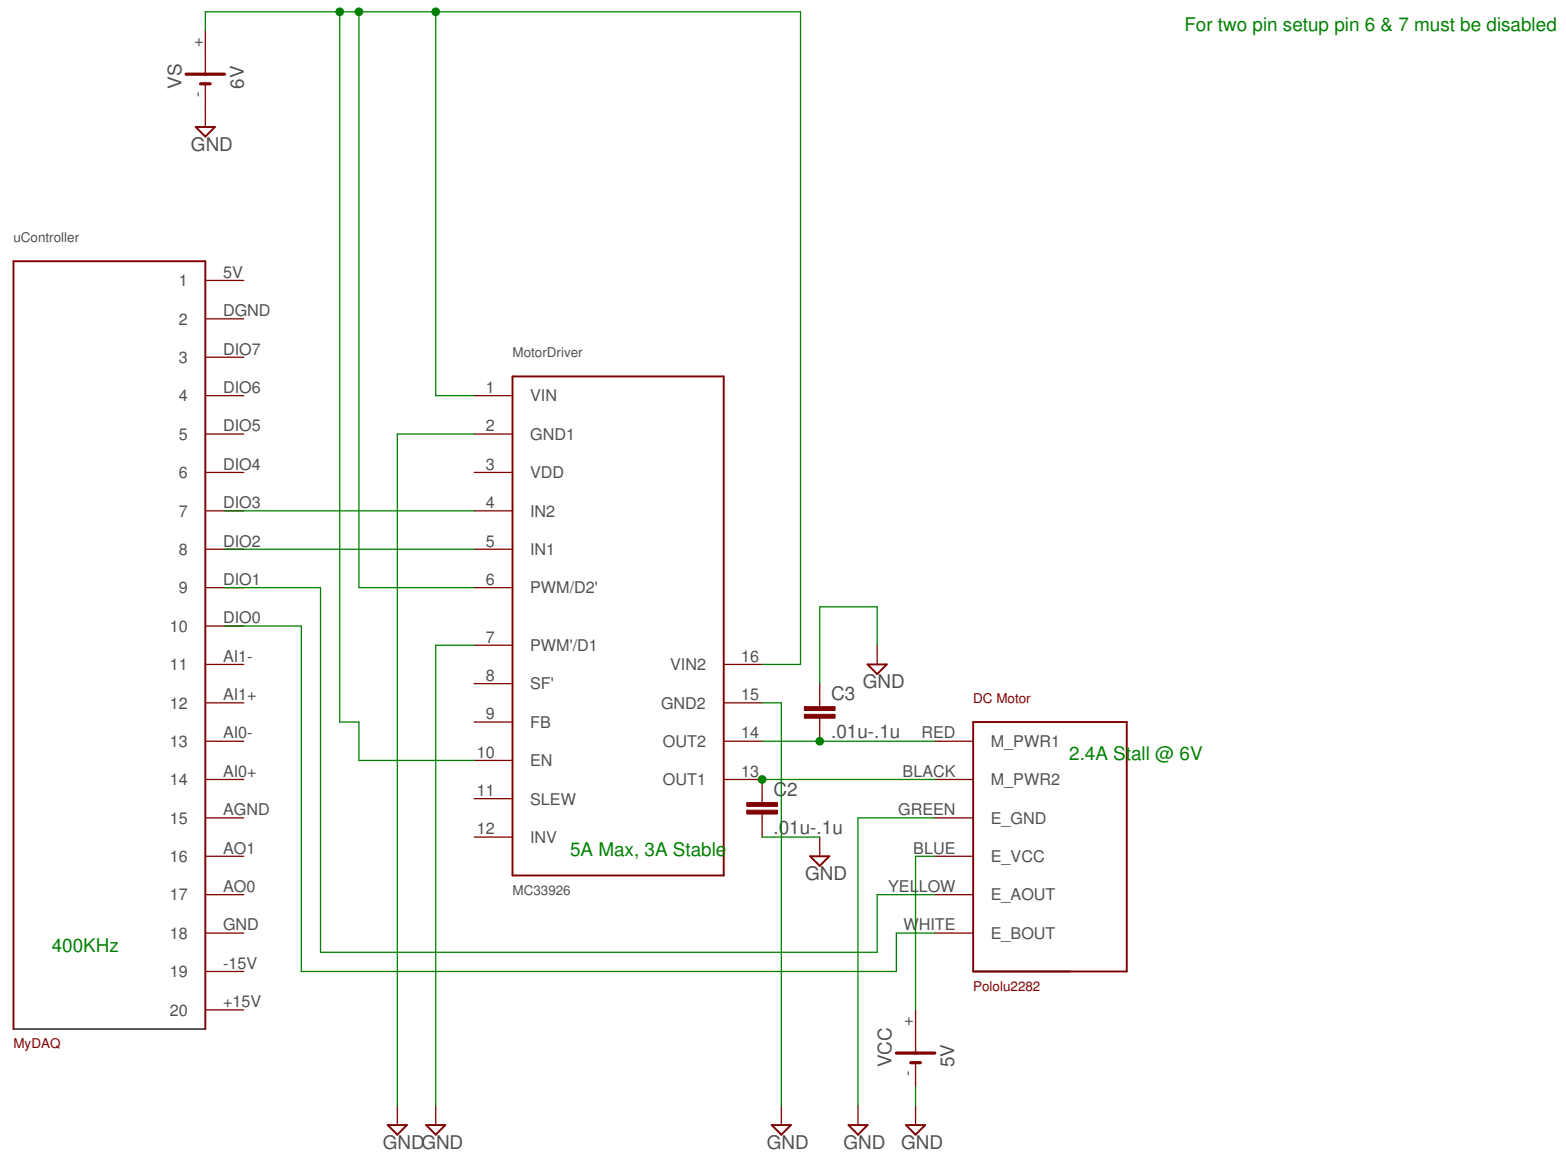 For two pin setup pin 6 & 7 must be disabled
+
VS
6V
-
GND
uController
1 5V
2 DGND
3 DIO7
4 DIO6
5 DIO5
6 DIO4
7 DIO3
8 DIO2
9 DIO1
10 DIO0
11 AI1-
12 AI1+
13 AI0-
14 AI0+
15 AGND
16 AO1
17 AO0
18 GND
19 -15V
20 +15V
400KHz
MyDAQ
MotorDriver
1 VIN
2 GND1
3 VDD
4 IN2
5 IN1
6 PWM/D2'
7 PWM'/D1
8 SF'
9 FB
10 EN
11 SLEW
12 INV
VIN2 16
GND2 15
OUT2 14
OUT1 13
5A Max, 3A Stable
MC33926
GND
C3
.01u-.1u
C2
.01u-.1u
GND
DC Motor
RED M_PWR1
2.4A Stall @ 6V
BLACK M_PWR2
GREEN E_GND
BLUE E_VCC
YELLOW E_AOUT
WHITE E_BOUT
Pololu2282
+
VCC
5V
-
GND
GND
GND
GND
GND